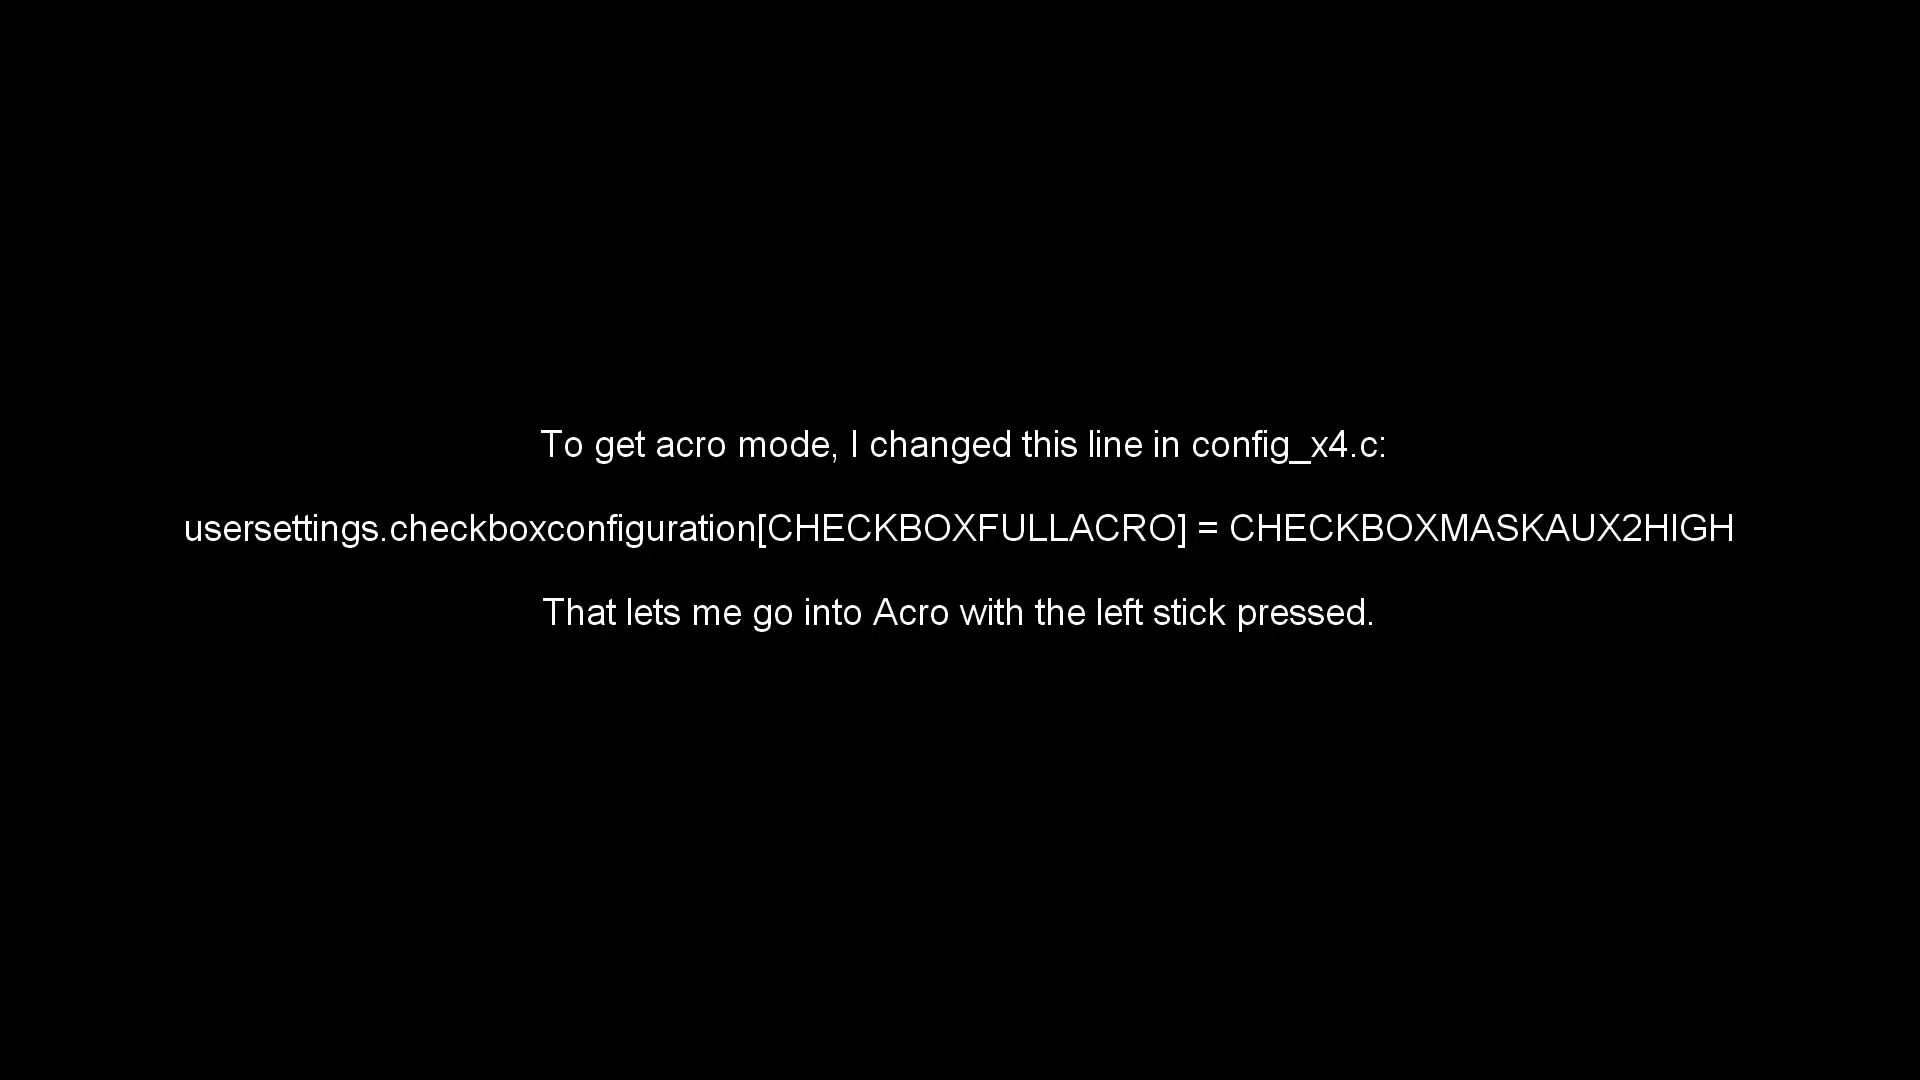 To get acro mode, I changed this line in config_x4.c:
usersettings.checkboxconfiguration[CHECKBOXFULLACRO] = CHECKBOXMASKAUX2HIGH
That lets me go into Acro with the left stick pressed.